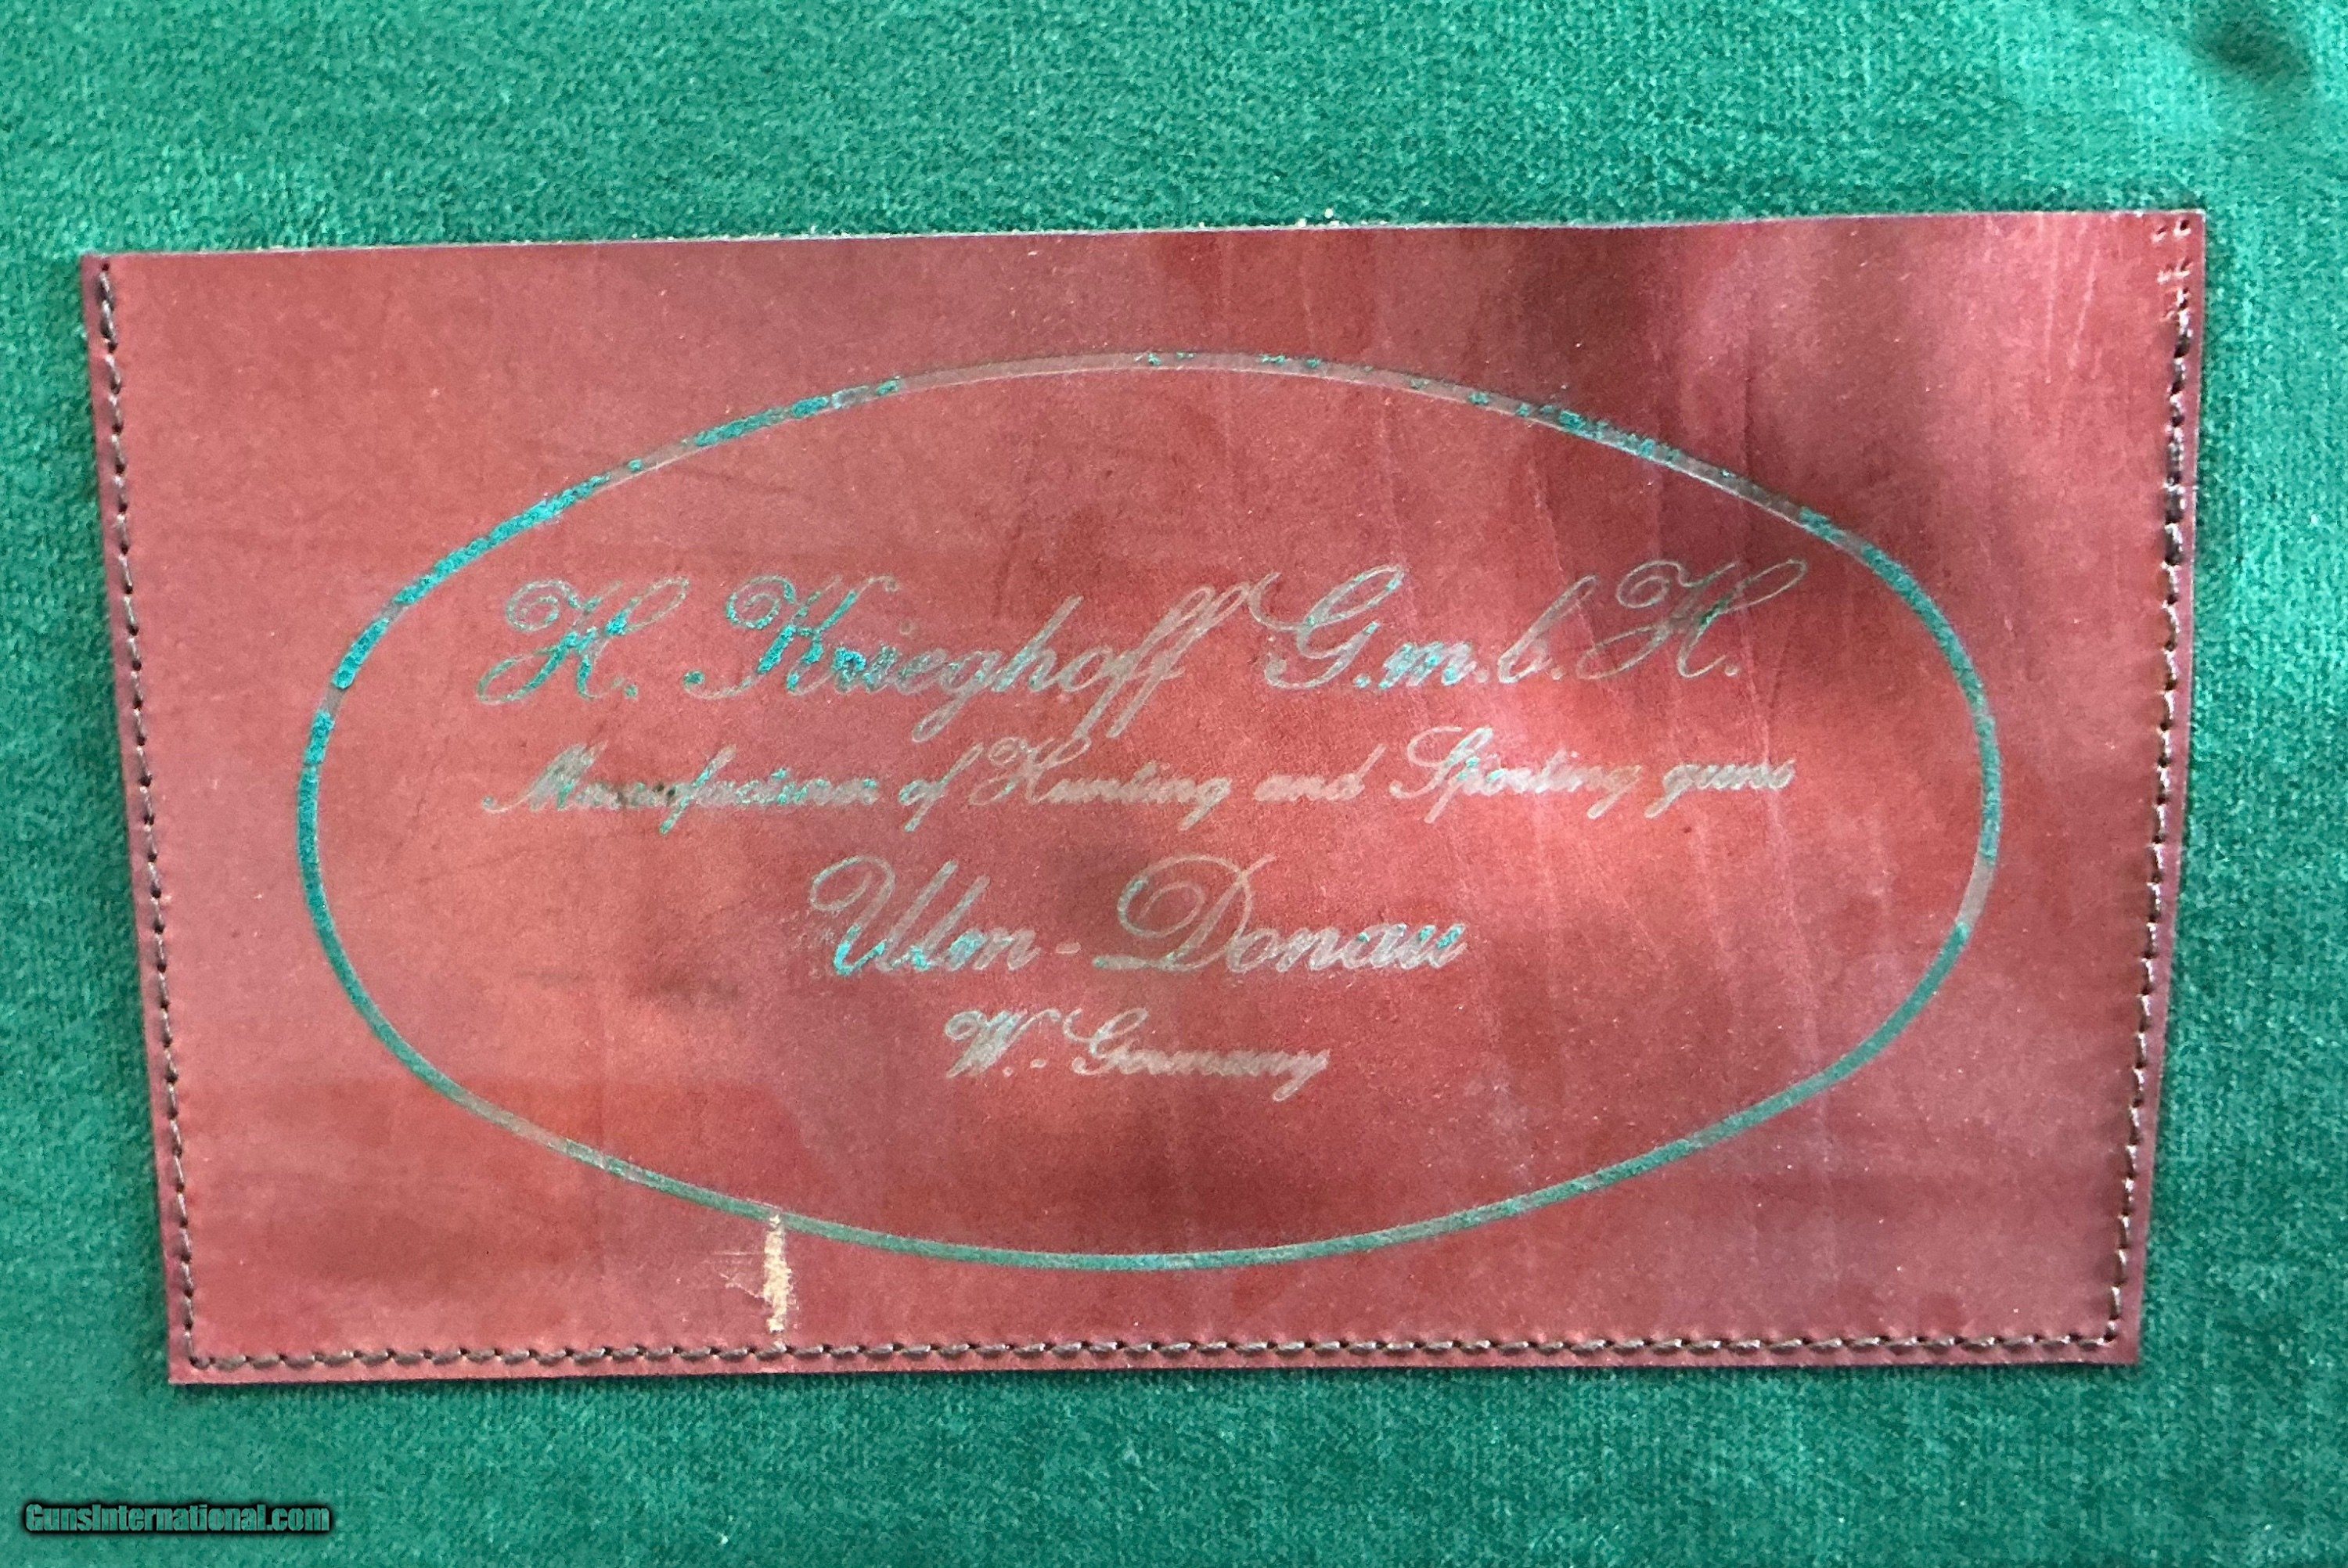 H. Krieghoff G.m.b.H.
Manufacturer of Hunting and Sporting guns
Ulm - Donau
W.-Germany
GunsInternational.com